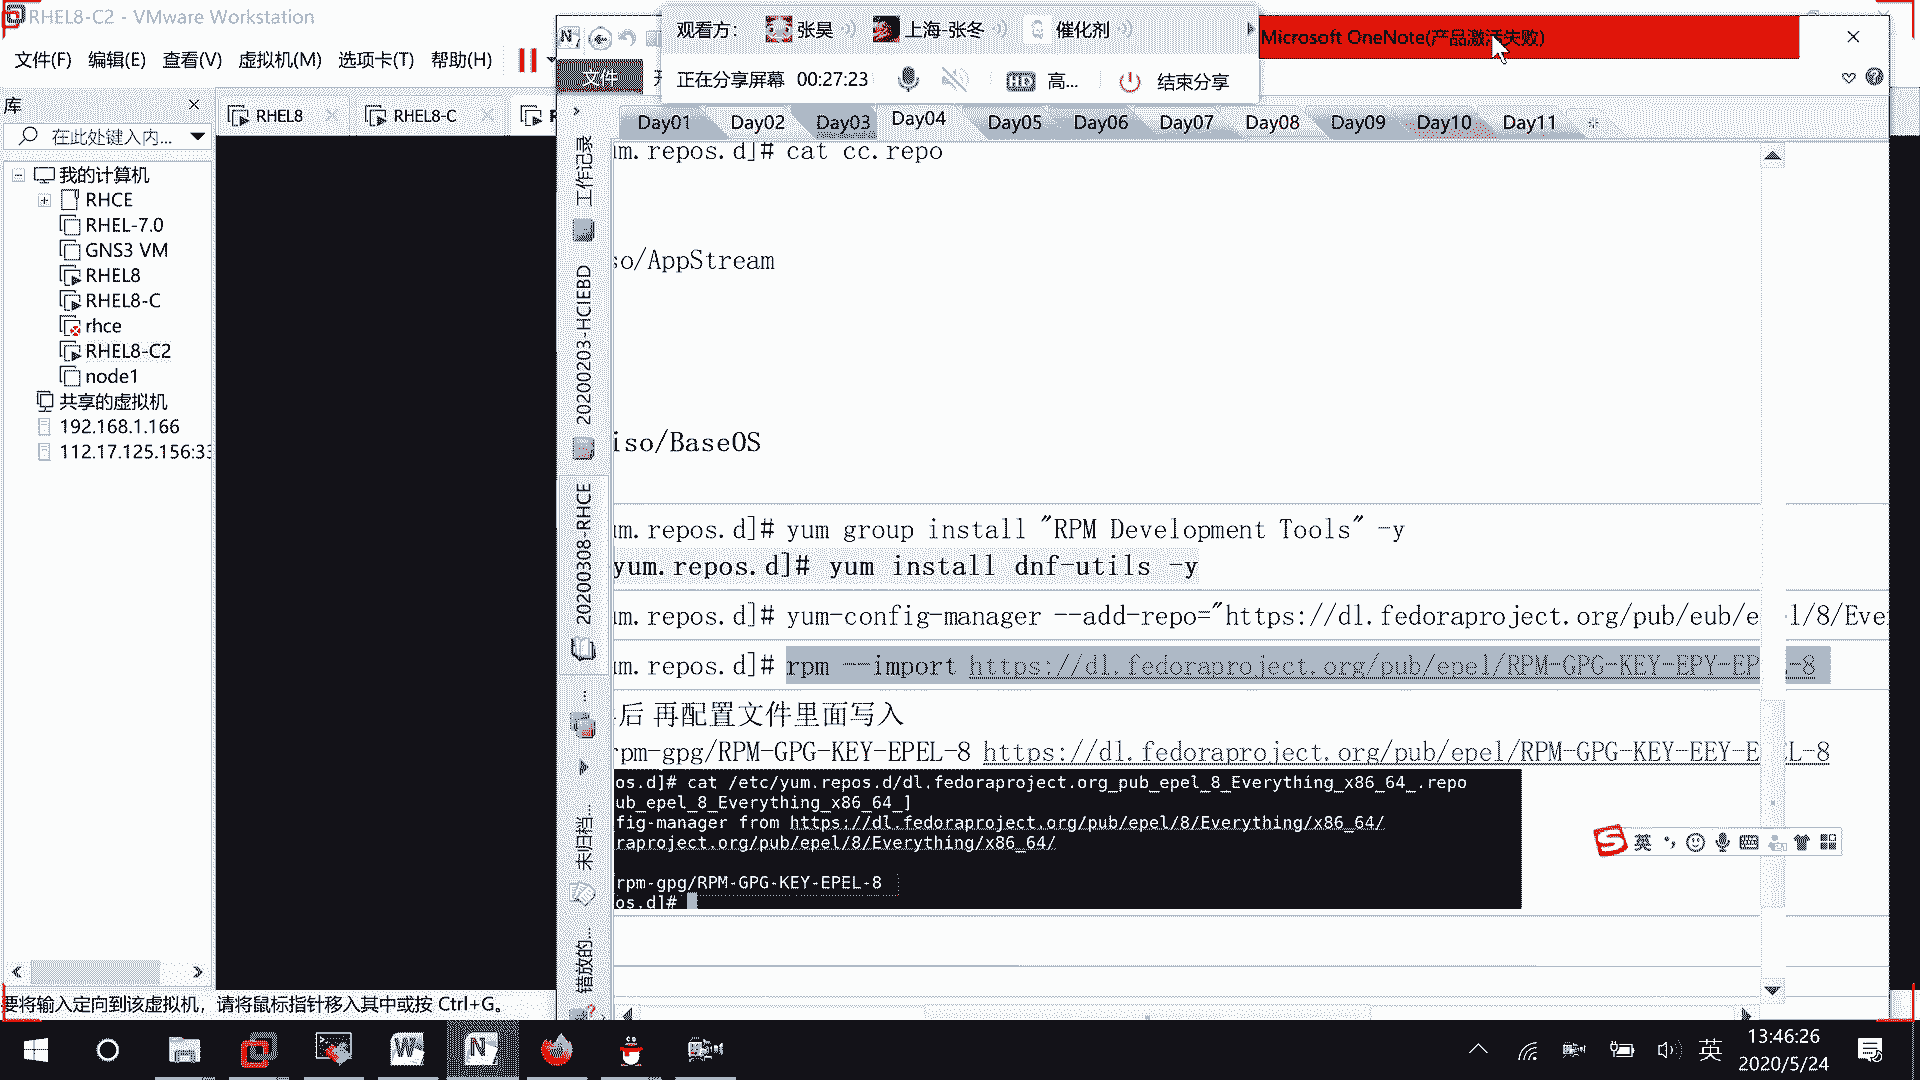 RHEL8-C2 - VMware Workstation
文件(F) 编辑(E) 查看(V) 虚拟机(M) 选项卡(T) 帮助(H)
库
在此处键入内...
我的计算机
RHCE
RHEL-7.0
GNS3 VM
RHEL8
RHEL8-C
rhce
RHEL8-C2
node1
共享的虚拟机
192.168.1.166
112.17.125.156:33
RHEL8
RHEL8-C
观看方： 张昊 上海-张冬 催化剂
正在分享屏幕 00:27:23 高... 结束分享
Microsoft OneNote(产品激活失败)
文件
Day01 Day02 Day03 Day04 Day05 Day06 Day07 Day08 Day09 Day10 Day11
工作记录
20200203-HCIEBD
20200308-RHCE
...
未归档...
错放的...
um.repos.d]# cat cc.repo
so/AppStream
iso/BaseOS
um.repos.d]# yum group install "RPM Development Tools" -y
yum.repos.d]# yum install dnf-utils -y
um.repos.d]# yum-config-manager --add-repo="https://dl.fedoraproject.org/pub/eub/e l/8/Eve
um.repos.d]# rpm --import https://dl.fedoraproject.org/pub/epel/RPM-GPG-KEY-EPY-EPEL-8
后 再配置文件里面写入
rpm-gpg/RPM-GPG-KEY-EPEL-8 https://dl.fedoraproject.org/pub/epel/RPM-GPG-KEY-EEY-EPEL-8
os.d]# cat /etc/yum.repos.d/dl.fedoraproject.org_pub_epel_8_Everything_x86_64_.repo
ub_epel_8_Everything_x86_64_]
fig-manager from https://dl.fedoraproject.org/pub/epel/8/Everything/x86_64/
raproject.org/pub/epel/8/Everything/x86_64/
rpm-gpg/RPM-GPG-KEY-EPEL-8
os.d]#
英
要将输入定向到该虚拟机，请将鼠标指针移入其中或按 Ctrl+G。
英
13:46:26
2020/5/24